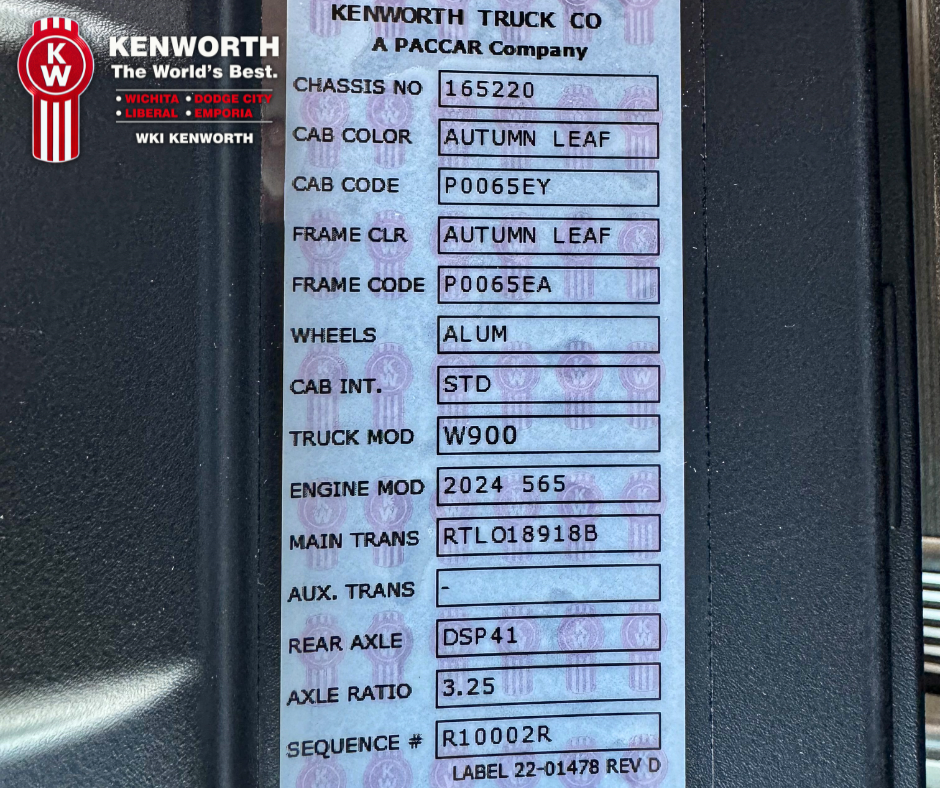 KW
KENWORTH
The World's Best.
• WICHITA • DODGE CITY
• LIBERAL • EMPORIA
WKI KENWORTH
KENWORTH TRUCK CO
A PACCAR Company
CHASSIS NO 165220
CAB COLOR AUTUMN LEAF
CAB CODE P0065EY
FRAME CLR AUTUMN LEAF
FRAME CODE P0065EA
WHEELS ALUM
CAB INT. STD
TRUCK MOD W900
ENGINE MOD 2024 565
MAIN TRANS RTLO18918B
AUX. TRANS -
REAR AXLE DSP41
AXLE RATIO 3.25
SEQUENCE # R10002R
LABEL 22-01478 REV D